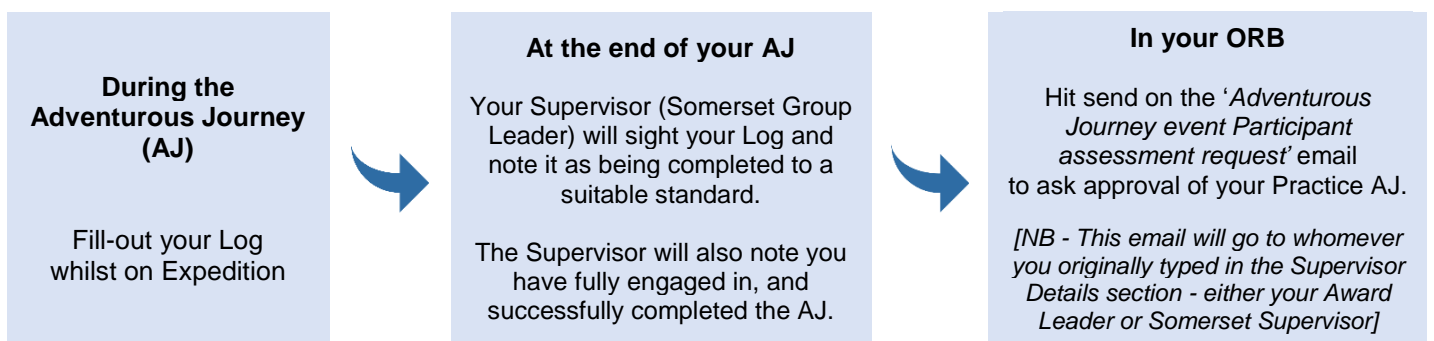 During the
Adventurous Journey
(AJ)
Fill-out your Log
whilst on Expedition
At the end of your AJ
Your Supervisor (Somerset Group
Leader) will sight your Log and
note it as being completed to a
suitable standard.
The Supervisor will also note you
have fully engaged in, and
successfully completed the AJ.
In your ORB
Hit send on the ‘Adventurous
Journey event Participant
assessment request’ email
to ask approval of your Practice AJ.
[NB - This email will go to whomever
you originally typed in the Supervisor
Details section - either your Award
Leader or Somerset Supervisor]